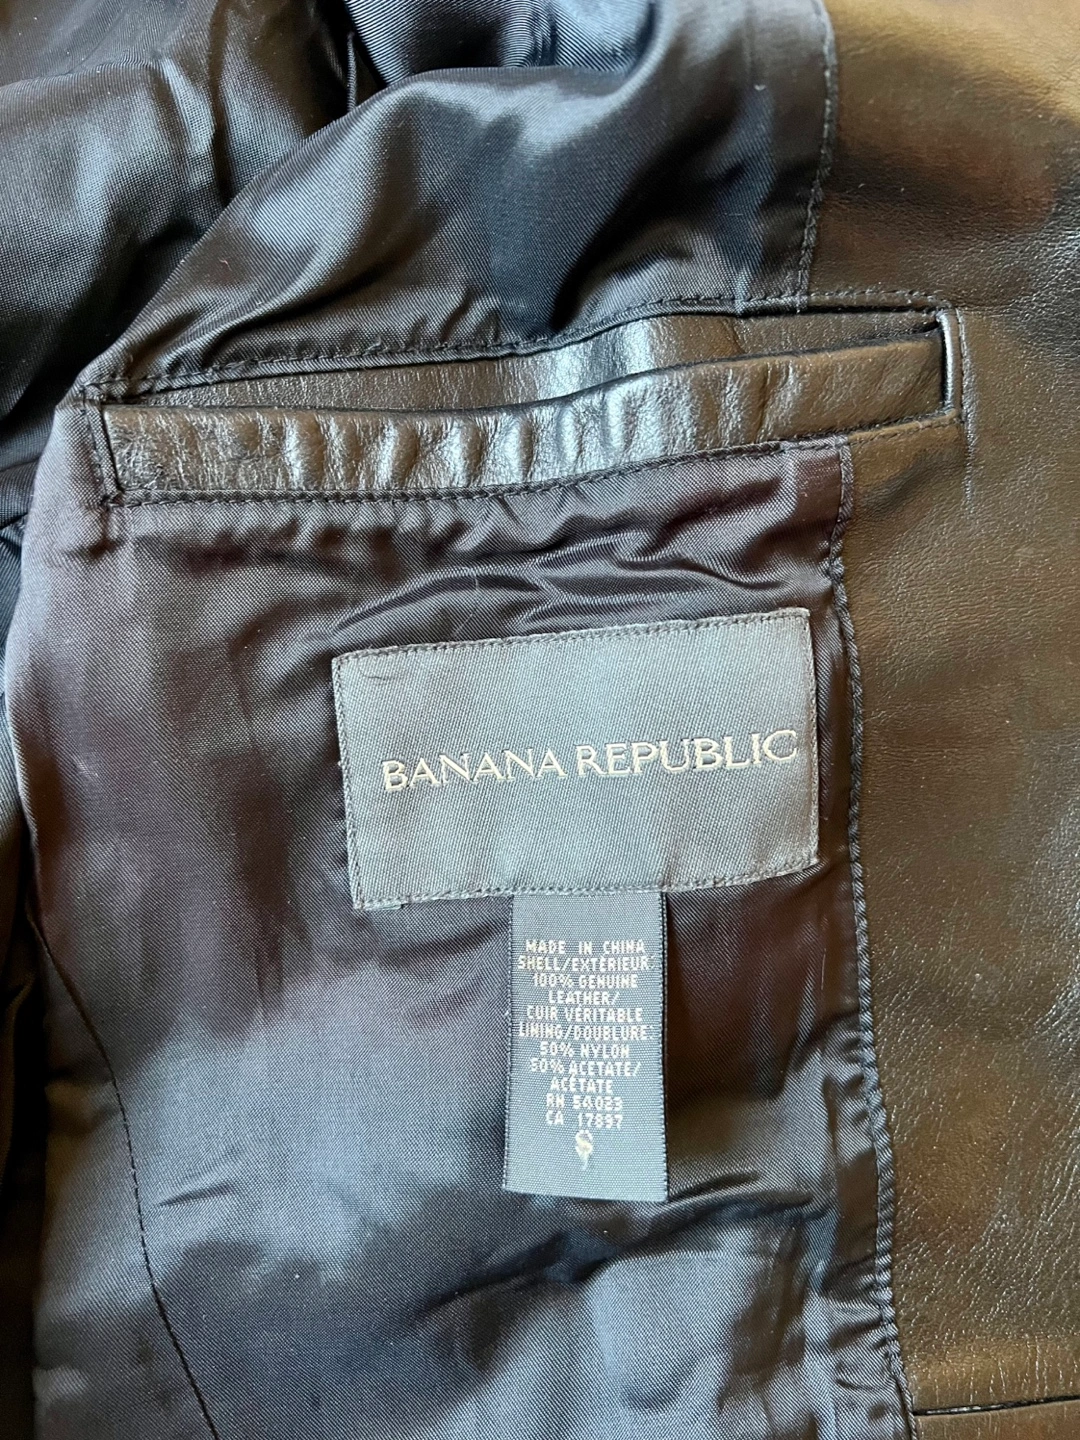 BANANA REPUBLIC
MADE IN CHINA
SHELL/EXTÉRIEUR:
100% GENUINE
LEATHER/
CUIR VÉRITABLE
LINING/DOUBLURE:
50% NYLON
50% ACETATE/
ACÉTATE
RN 54023
CA 17897
S